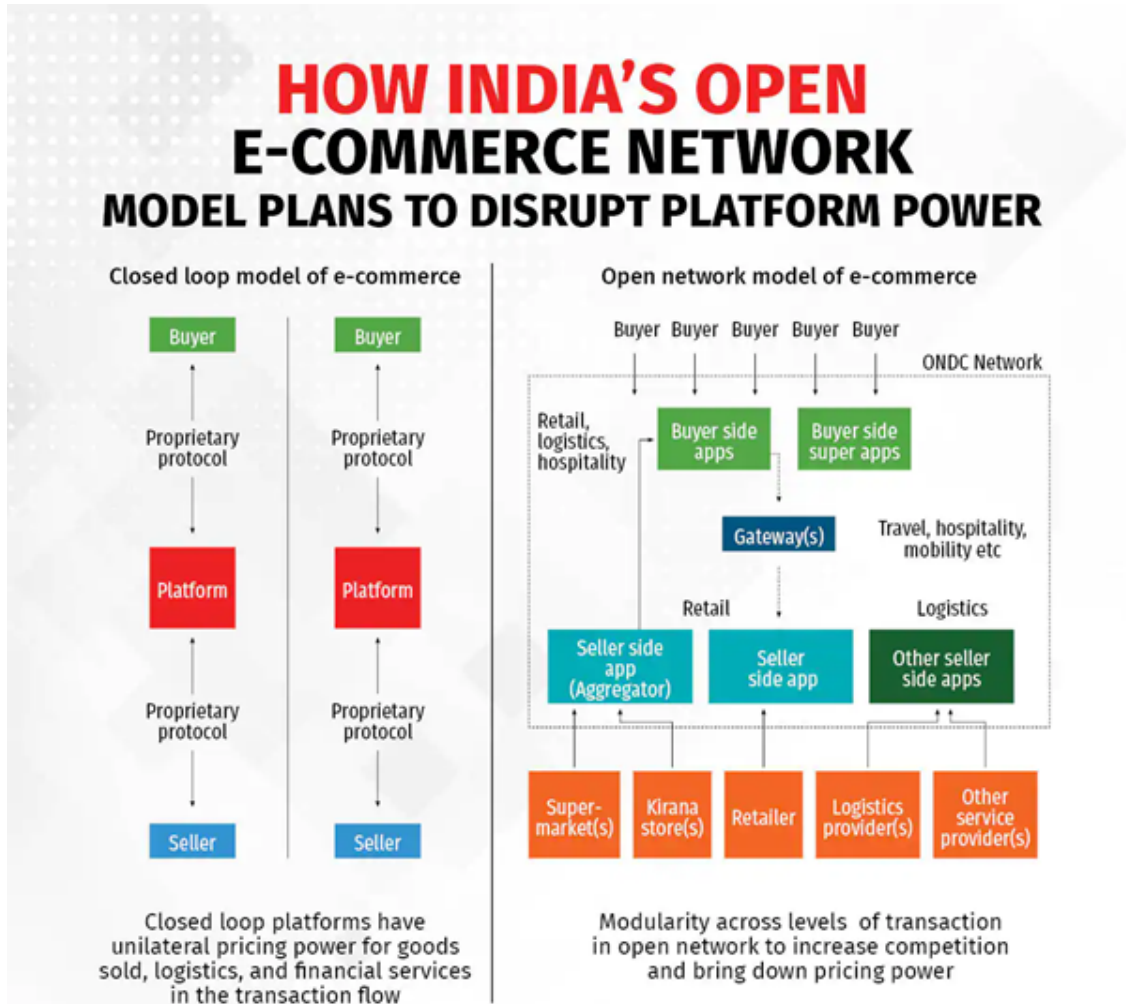 HOW INDIA'S OPEN
E-COMMERCE NETWORK
MODEL PLANS TO DISRUPT PLATFORM POWER
Closed loop model of e-commerce
Buyer
Buyer
Proprietary
protocol
Proprietary
protocol
Platform
Platform
Proprietary
protocol
Proprietary
protocol
Seller
Seller
Closed loop platforms have
unilateral pricing power for goods
sold, logistics, and financial services
in the transaction flow
Open network model of e-commerce
Buyer Buyer Buyer Buyer Buyer
ONDC Network
Retail,
logistics,
hospitality
Buyer side
apps
Buyer side
super apps
Gateway(s)
Travel, hospitality,
mobility etc
Retail
Logistics
Seller side
app
(Aggregator)
Seller
side app
Other seller
side apps
Super-
market(s)
Kirana
store(s)
Retailer
Logistics
provider(s)
Other
service
provider(s)
Modularity across levels of transaction
in open network to increase competition
and bring down pricing power